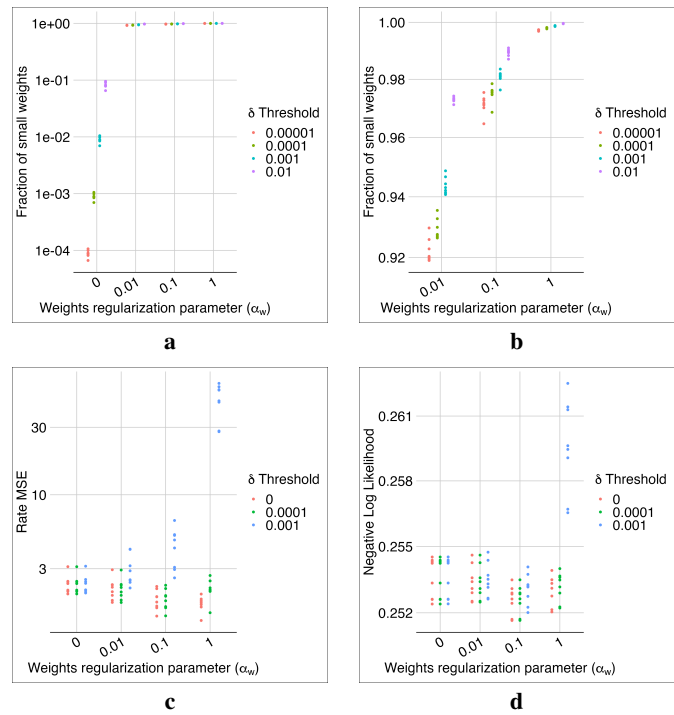 Fraction of small weights
1e+00
1e-01
1e-02
1e-03
1e-04
0
0.01
0.1
1
Weights regularization parameter (αw)
δ Threshold
0.00001
0.0001
0.001
0.01
a
Fraction of small weights
1.00
0.98
0.96
0.94
0.92
0.01
0.1
1
Weights regularization parameter (αw)
δ Threshold
0.00001
0.0001
0.001
0.01
b
Rate MSE
30
10
3
0
0.01
0.1
1
Weights regularization parameter (αw)
δ Threshold
0
0.0001
0.001
c
Negative Log Likelihood
0.261
0.258
0.255
0.252
0
0.01
0.1
1
Weights regularization parameter (αw)
δ Threshold
0
0.0001
0.001
d